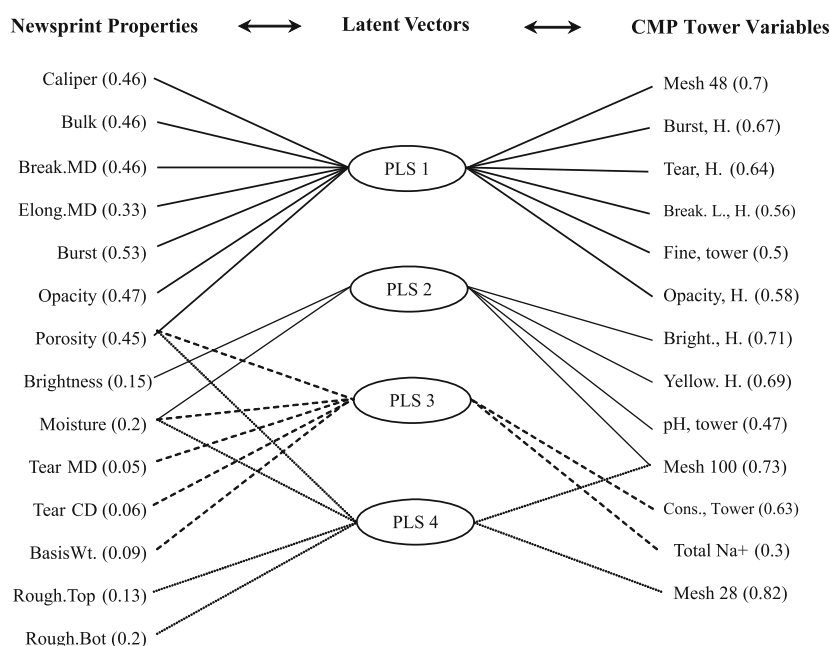 Newsprint Properties
Latent Vectors
CMP Tower Variables
Caliper (0.46)
Bulk (0.46)
Break.MD (0.46)
Elong.MD (0.33)
Burst (0.53)
Opacity (0.47)
Porosity (0.45)
Brightness (0.15)
Moisture (0.2)
Tear MD (0.05)
Tear CD (0.06)
BasisWt. (0.09)
Rough.Top (0.13)
Rough.Bot (0.2)
PLS 1
PLS 2
PLS 3
PLS 4
Mesh 48 (0.7)
Burst, H. (0.67)
Tear, H. (0.64)
Break. L., H. (0.56)
Fine, tower (0.5)
Opacity, H. (0.58)
Bright., H. (0.71)
Yellow. H. (0.69)
pH, tower (0.47)
Mesh 100 (0.73)
Cons., Tower (0.63)
Total Na+ (0.3)
Mesh 28 (0.82)